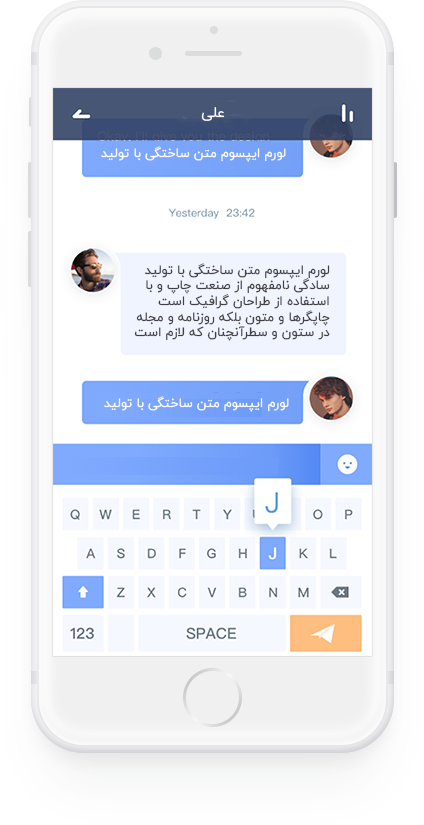 علی
لورم ایپسوم متن ساختگی با تولید
Yesterday 23:42
لورم ایپسوم متن ساختگی با تولید
سادگی نامفهوم از صنعت چاپ و با
استفاده از طراحان گرافیک است
چاپگرها و متون بلکه روزنامه و مجله
در ستون و سطرآنچنان که لازم است
لورم ایپسوم متن ساختگی با تولید
J
Q W E R T Y O P
A S D F G H J K L
Z X C V B N M
123 SPACE